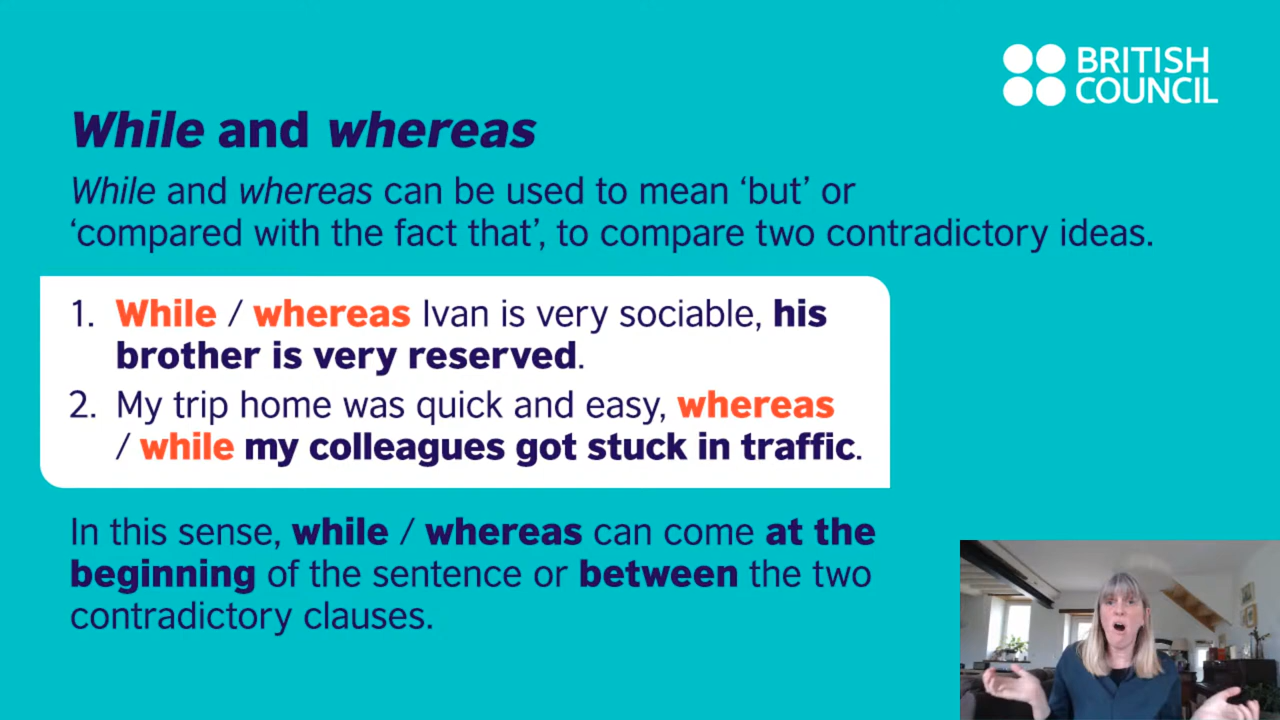 BRITISH
COUNCIL
While and whereas
While and whereas can be used to mean ‘but’ or
‘compared with the fact that’, to compare two contradictory ideas.
1. While / whereas Ivan is very sociable, his
brother is very reserved.
2. My trip home was quick and easy, whereas
/ while my colleagues got stuck in traffic.
In this sense, while / whereas can come at the
beginning of the sentence or between the two
contradictory clauses.